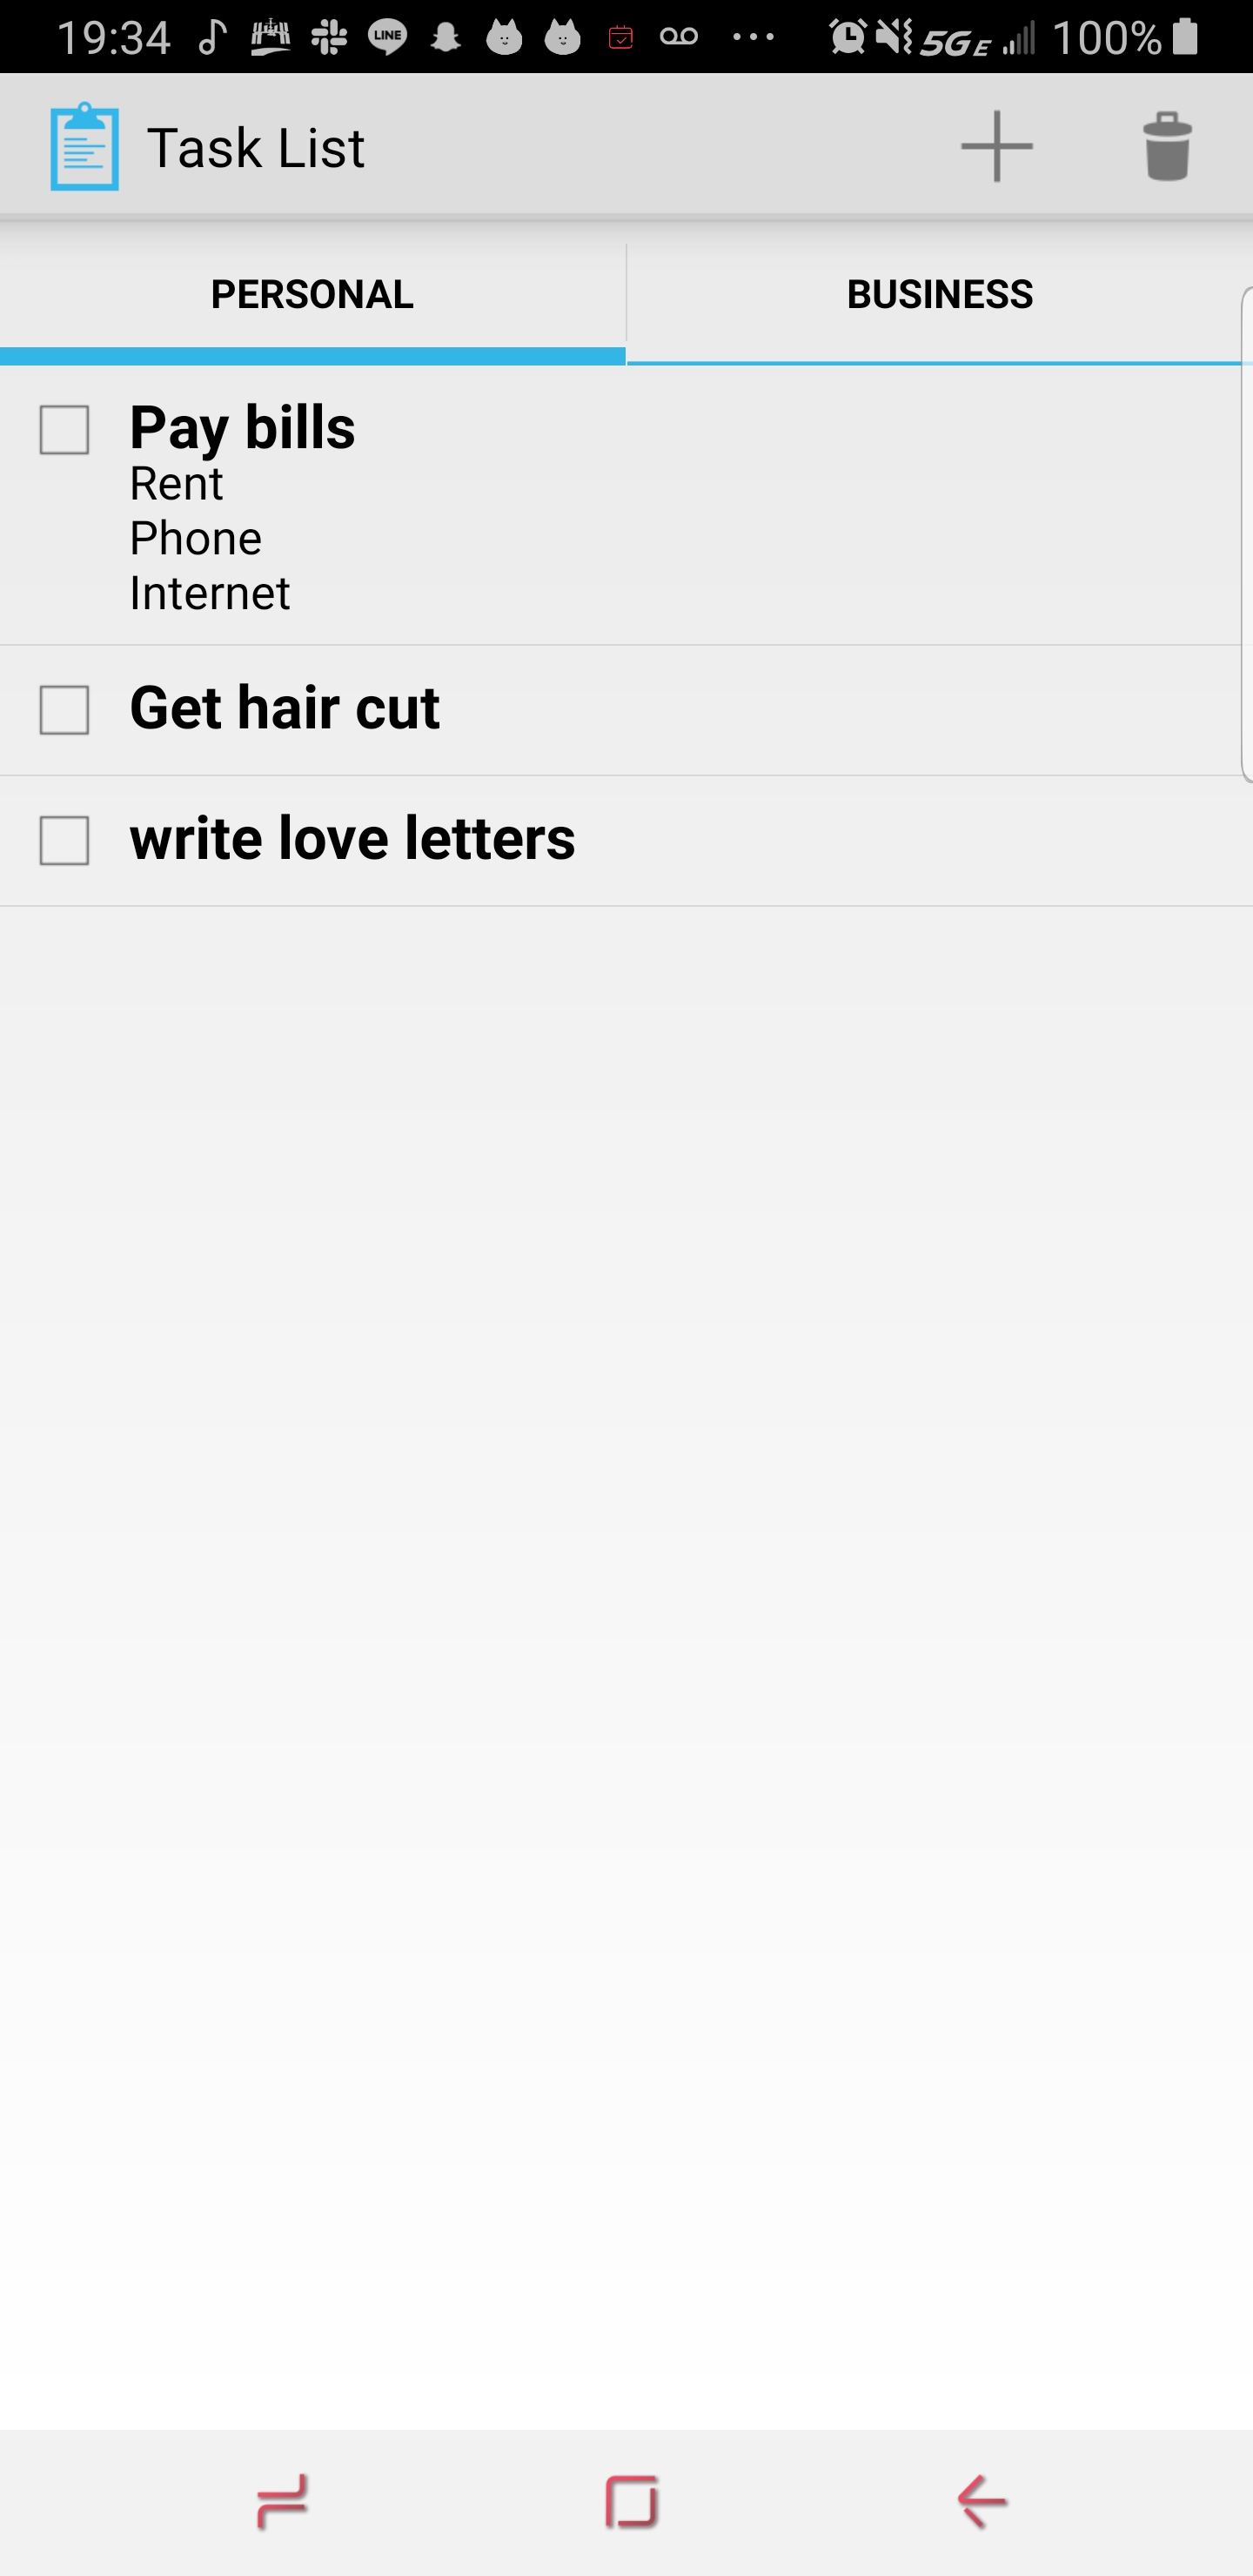 19:34 LINE 5G E 100%
Task List
PERSONAL BUSINESS
Pay bills
Rent
Phone
Internet
Get hair cut
write love letters